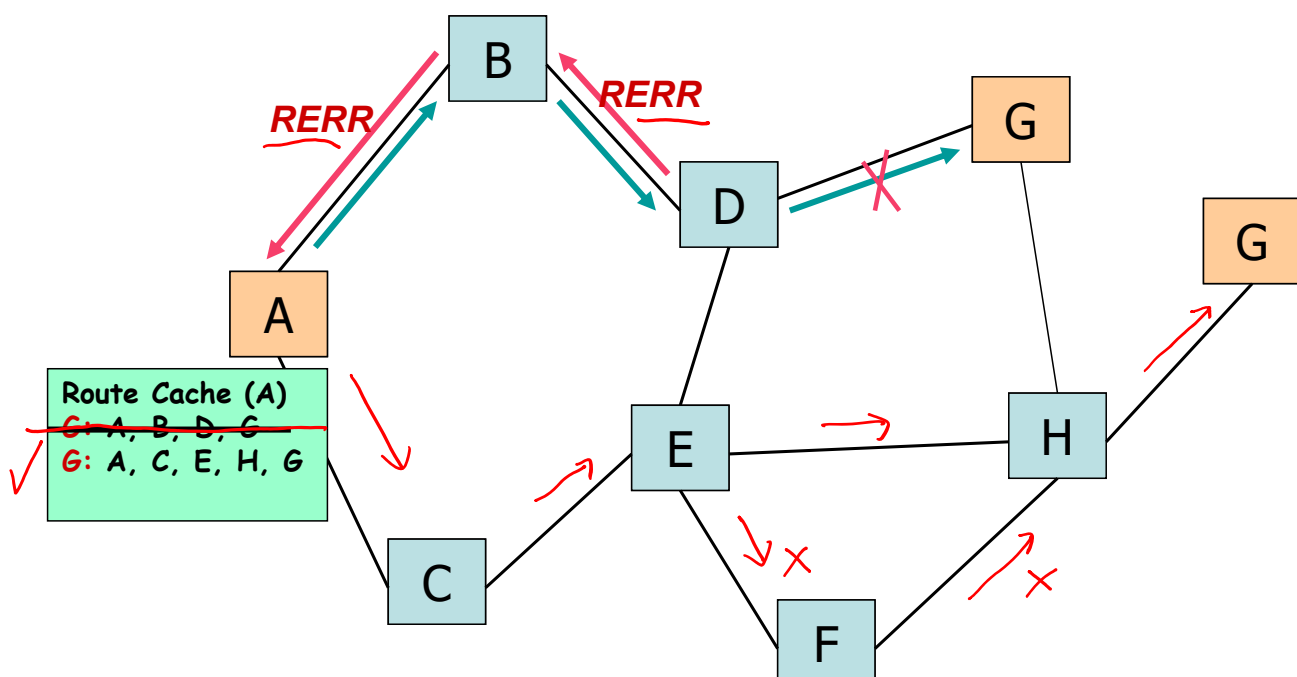 B
RERR
RERR
G
D
G
A
Route Cache (A)
G: A, B, D, G
G: A, C, E, H, G
E
H
C
F